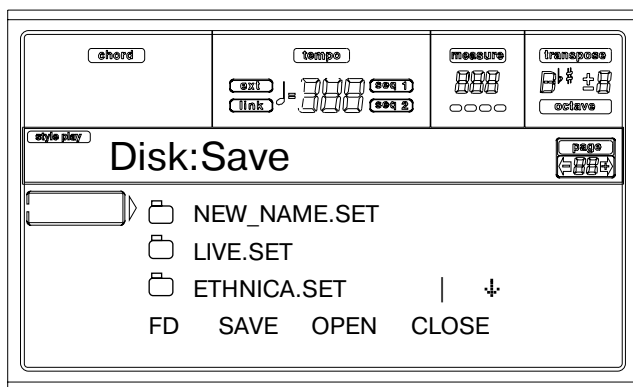 chord tempo measure transpose
ext seq 1
link seq 2 octave
style play
Disk:Save
page
NEW_NAME.SET
LIVE.SET
ETHNICA.SET
FD SAVE OPEN CLOSE